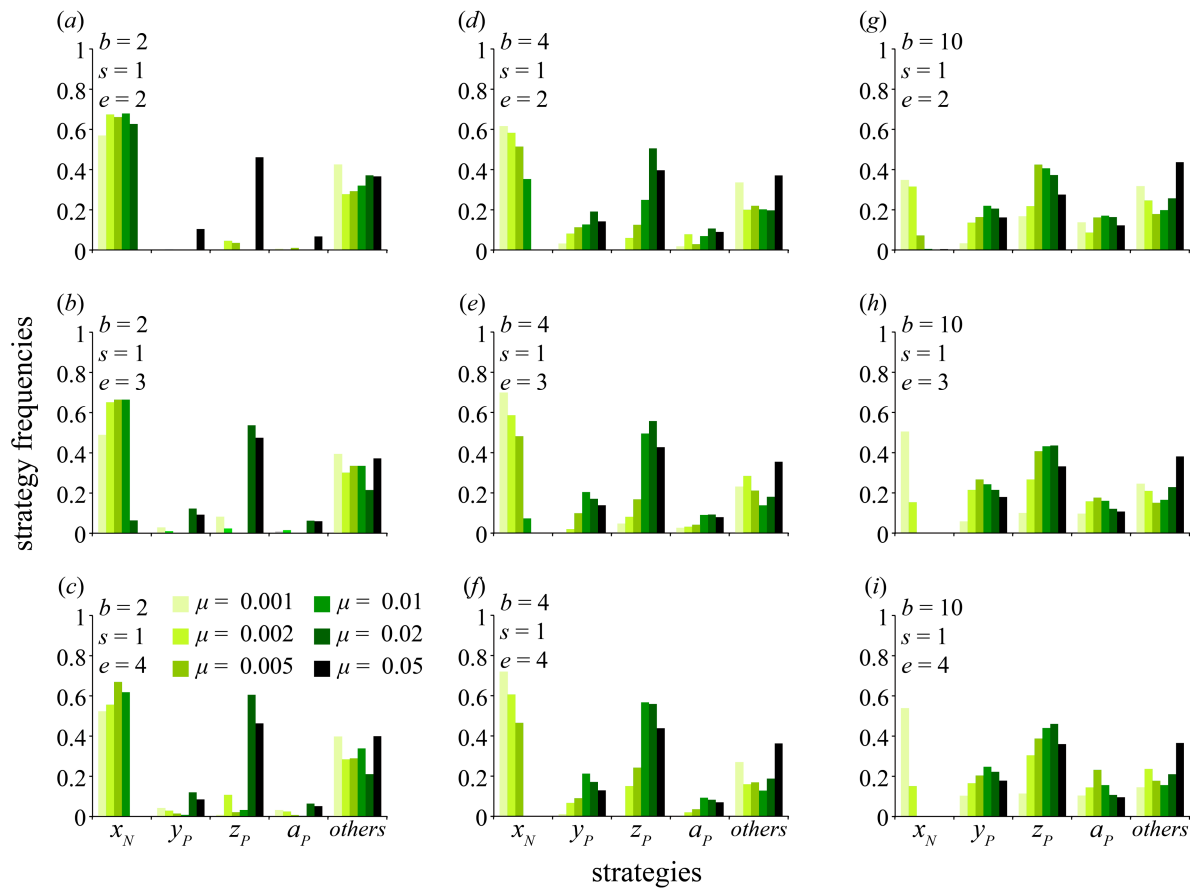 (a)
b = 2
s = 1
e = 2
1
0.8
0.6
0.4
0.2
0
(d)
b = 4
s = 1
e = 2
1
0.8
0.6
0.4
0.2
0
(g)
b = 10
s = 1
e = 2
1
0.8
0.6
0.4
0.2
0
strategy frequencies
(b)
b = 2
s = 1
e = 3
1
0.8
0.6
0.4
0.2
0
(e)
b = 4
s = 1
e = 3
1
0.8
0.6
0.4
0.2
0
(h)
b = 10
s = 1
e = 3
1
0.8
0.6
0.4
0.2
0
(c)
b = 2
s = 1
e = 4
1
0.8
0.6
0.4
0.2
0
μ = 0.001
μ = 0.002
μ = 0.005
μ = 0.01
μ = 0.02
μ = 0.05
x_N y_P z_P a_P others
(f)
b = 4
s = 1
e = 4
1
0.8
0.6
0.4
0.2
0
x_N y_P z_P a_P others
(i)
b = 10
s = 1
e = 4
1
0.8
0.6
0.4
0.2
0
x_N y_P z_P a_P others
strategies